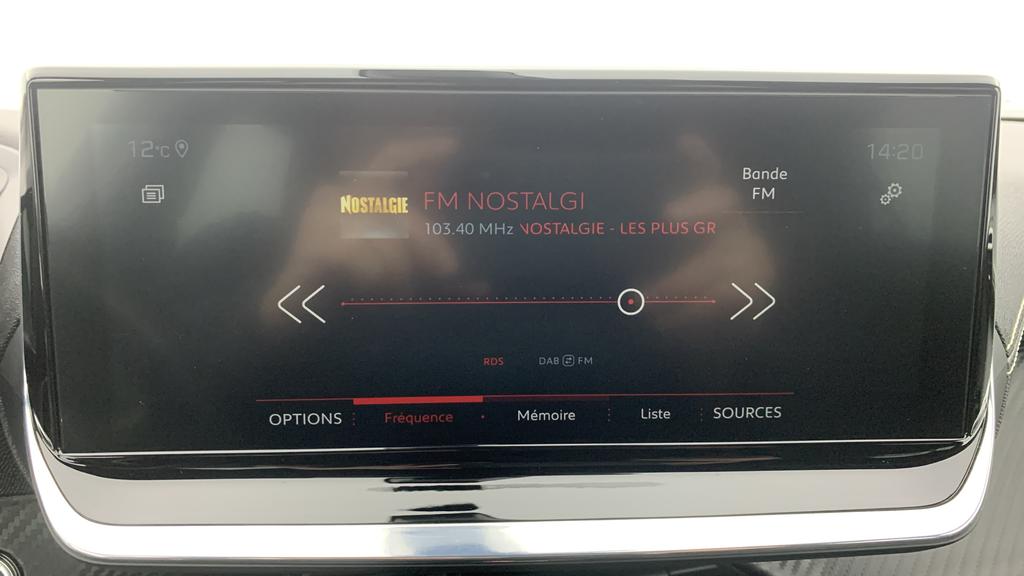 12°C
14:20
Bande
FM
NOSTALGIE
FM NOSTALGI
103.40 MHz NOSTALGIE - LES PLUS GR
RDS
DAB FM
OPTIONS
Fréquence
Mémoire
Liste
SOURCES